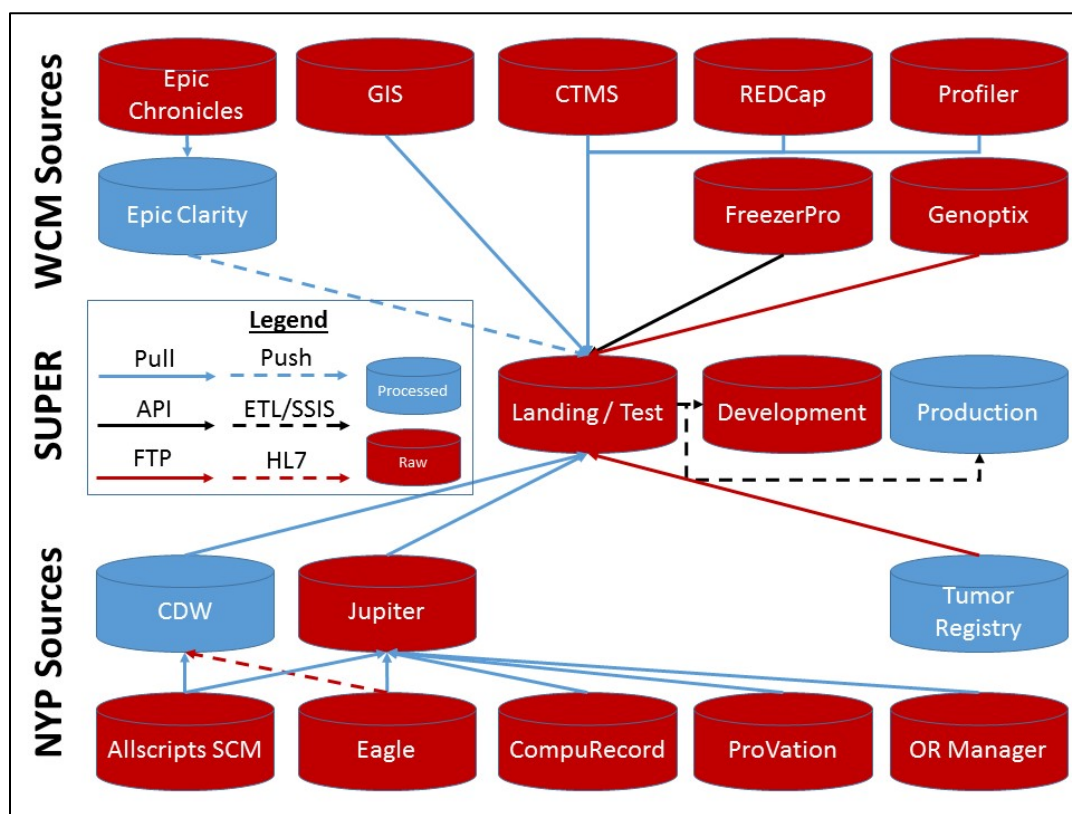 WCM Sources
Epic
Chronicles
GIS
CTMS
REDCap
Profiler
Epic Clarity
FreezerPro
Genoptix
SUPER
Legend
Pull
Push
Processed
API
ETL/SSIS
FTP
HL7
Raw
Landing / Test
Development
Production
NYP Sources
CDW
Jupiter
Tumor
Registry
Allscripts SCM
Eagle
CompuRecord
ProVation
OR Manager